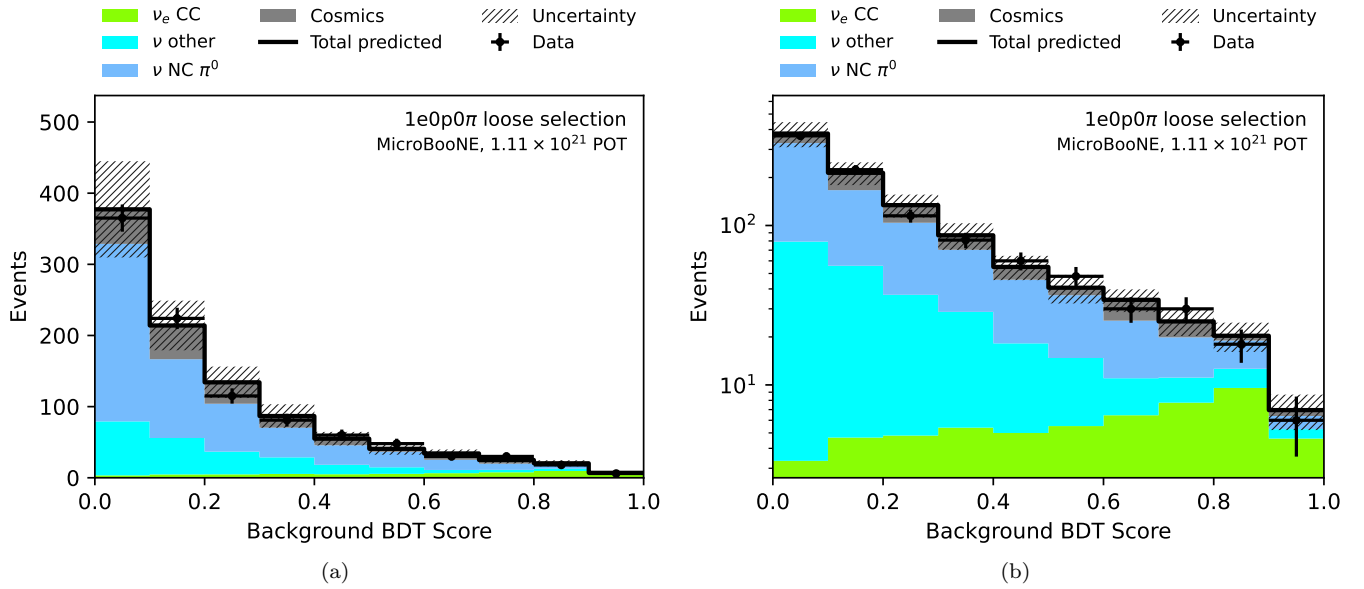 ν_e CC
Cosmics
Uncertainty
ν other
Total predicted
Data
ν NC π^0
1e0p0π loose selection
MicroBooNE, 1.11 × 10^21 POT
Events
500
400
300
200
100
0
0.0 0.2 0.4 0.6 0.8 1.0
Background BDT Score
(a)
ν_e CC
Cosmics
Uncertainty
ν other
Total predicted
Data
ν NC π^0
1e0p0π loose selection
MicroBooNE, 1.11 × 10^21 POT
Events
10^2
10^1
0.0 0.2 0.4 0.6 0.8 1.0
Background BDT Score
(b)